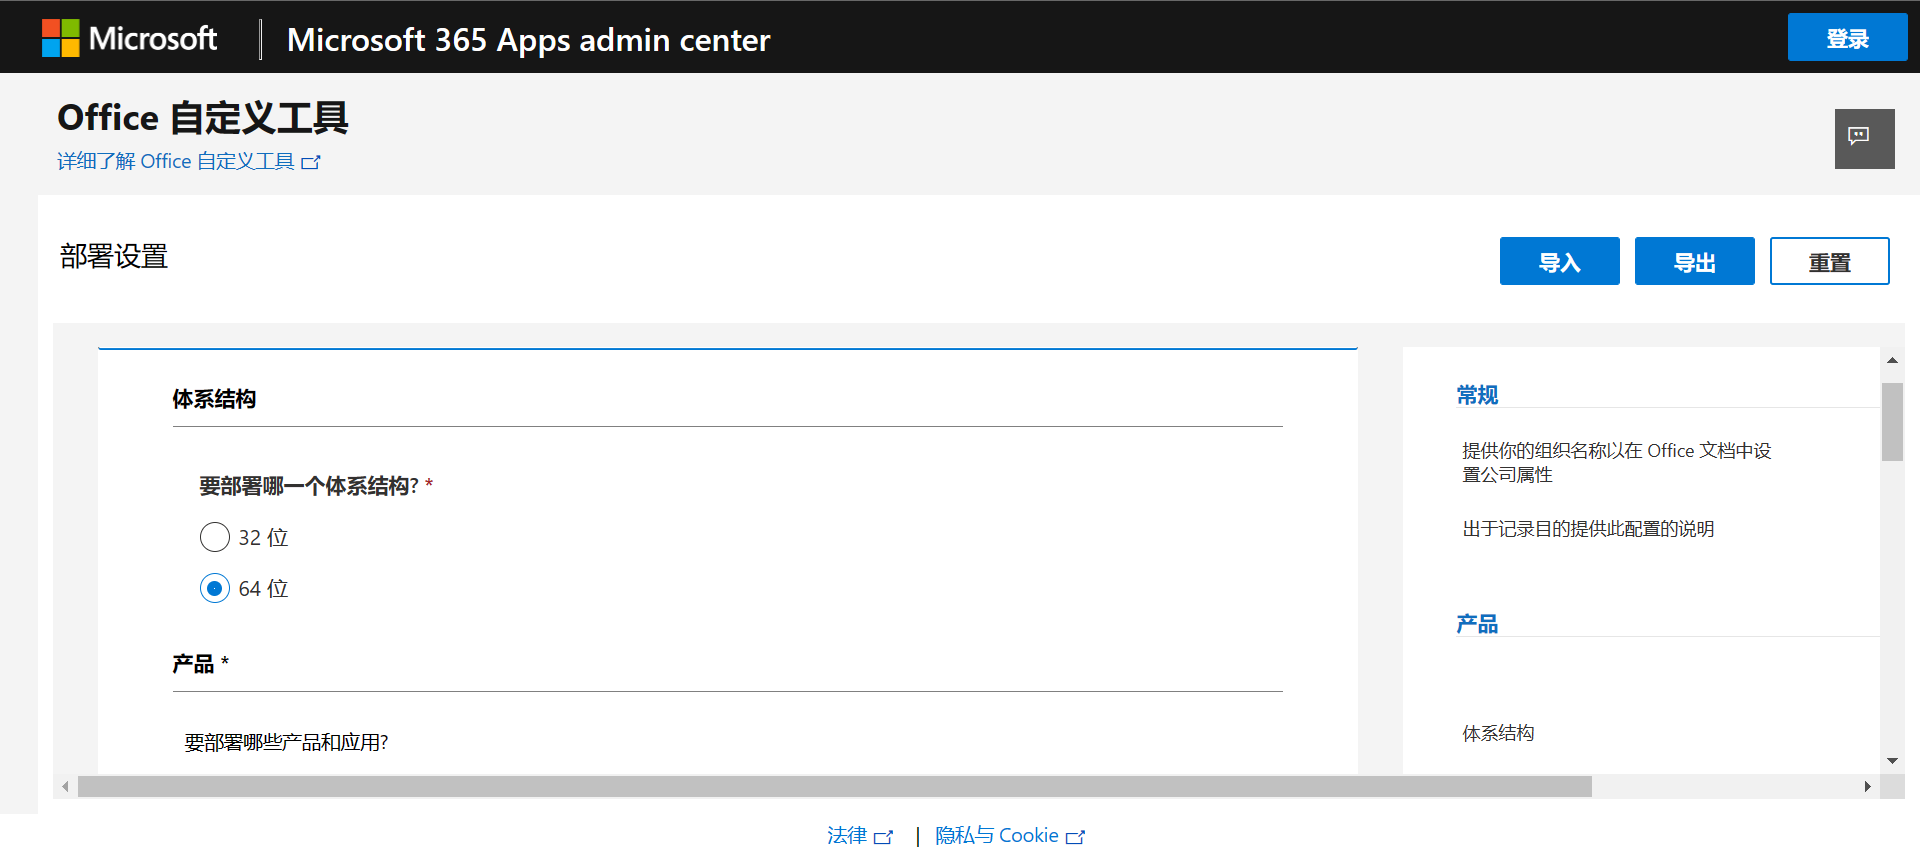 Microsoft
Microsoft 365 Apps admin center
登录
Office 自定义工具
详细了解 Office 自定义工具
部署设置
导入
导出
重置
体系结构
要部署哪一个体系结构? *
32 位
64 位
产品 *
要部署哪些产品和应用?
常规
提供你的组织名称以在 Office 文档中设
置公司属性
出于记录目的提供此配置的说明
产品
体系结构
法律 | 隐私与 Cookie